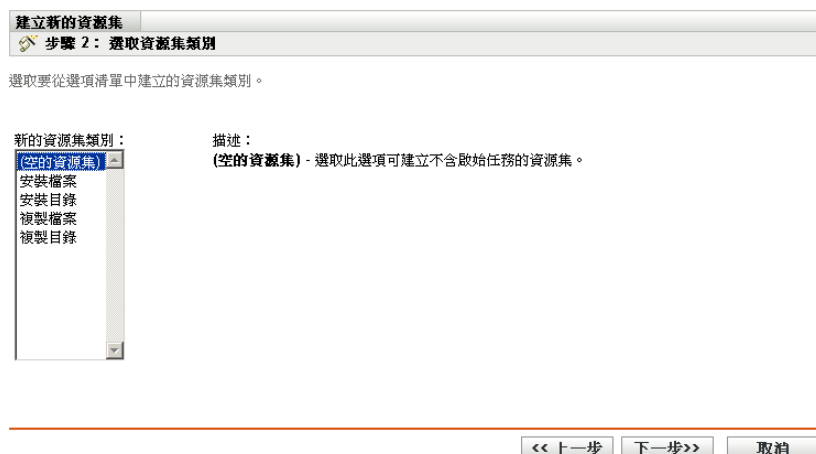 建立新的資源集
步驟 2： 選取資源集類別
選取要從選項清單中建立的資源集類別。
新的資源集類別：
描述：
(空的資源集)
(空的資源集) - 選取此選項可建立不含啟始任務的資源集。
安裝檔案
安裝目錄
複製檔案
複製目錄
<< 上一步
下一步>>
取消